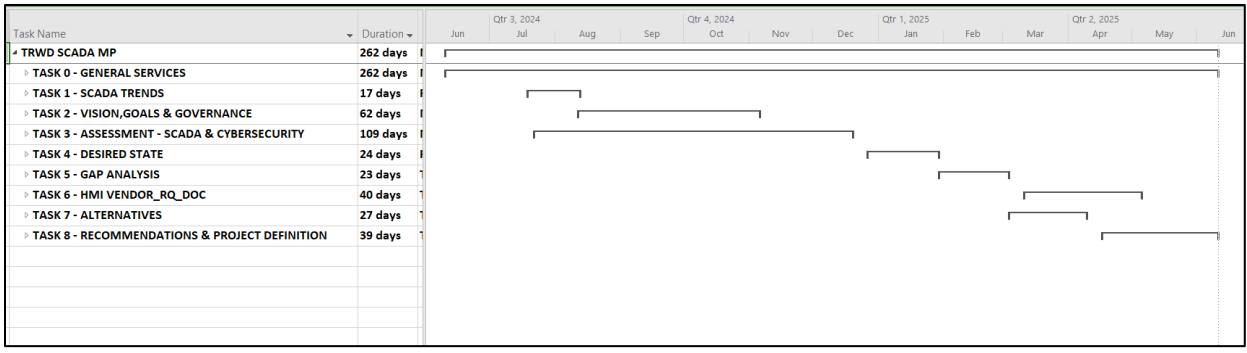 Qtr 3, 2024 Qtr 4, 2024 Qtr 1, 2025 Qtr 2, 2025
Task Name Duration Jun Jul Aug Sep Oct Nov Dec Jan Feb Mar Apr May Jun
TRWD SCADA MP 262 days
TASK 0 - GENERAL SERVICES 262 days
TASK 1 - SCADA TRENDS 17 days
TASK 2 - VISION,GOALS & GOVERNANCE 62 days
TASK 3 - ASSESSMENT - SCADA & CYBERSECURITY 109 days
TASK 4 - DESIRED STATE 24 days
TASK 5 - GAP ANALYSIS 23 days
TASK 6 - HMI VENDOR_RQ_DOC 40 days
TASK 7 - ALTERNATIVES 27 days
TASK 8 - RECOMMENDATIONS & PROJECT DEFINITION 39 days